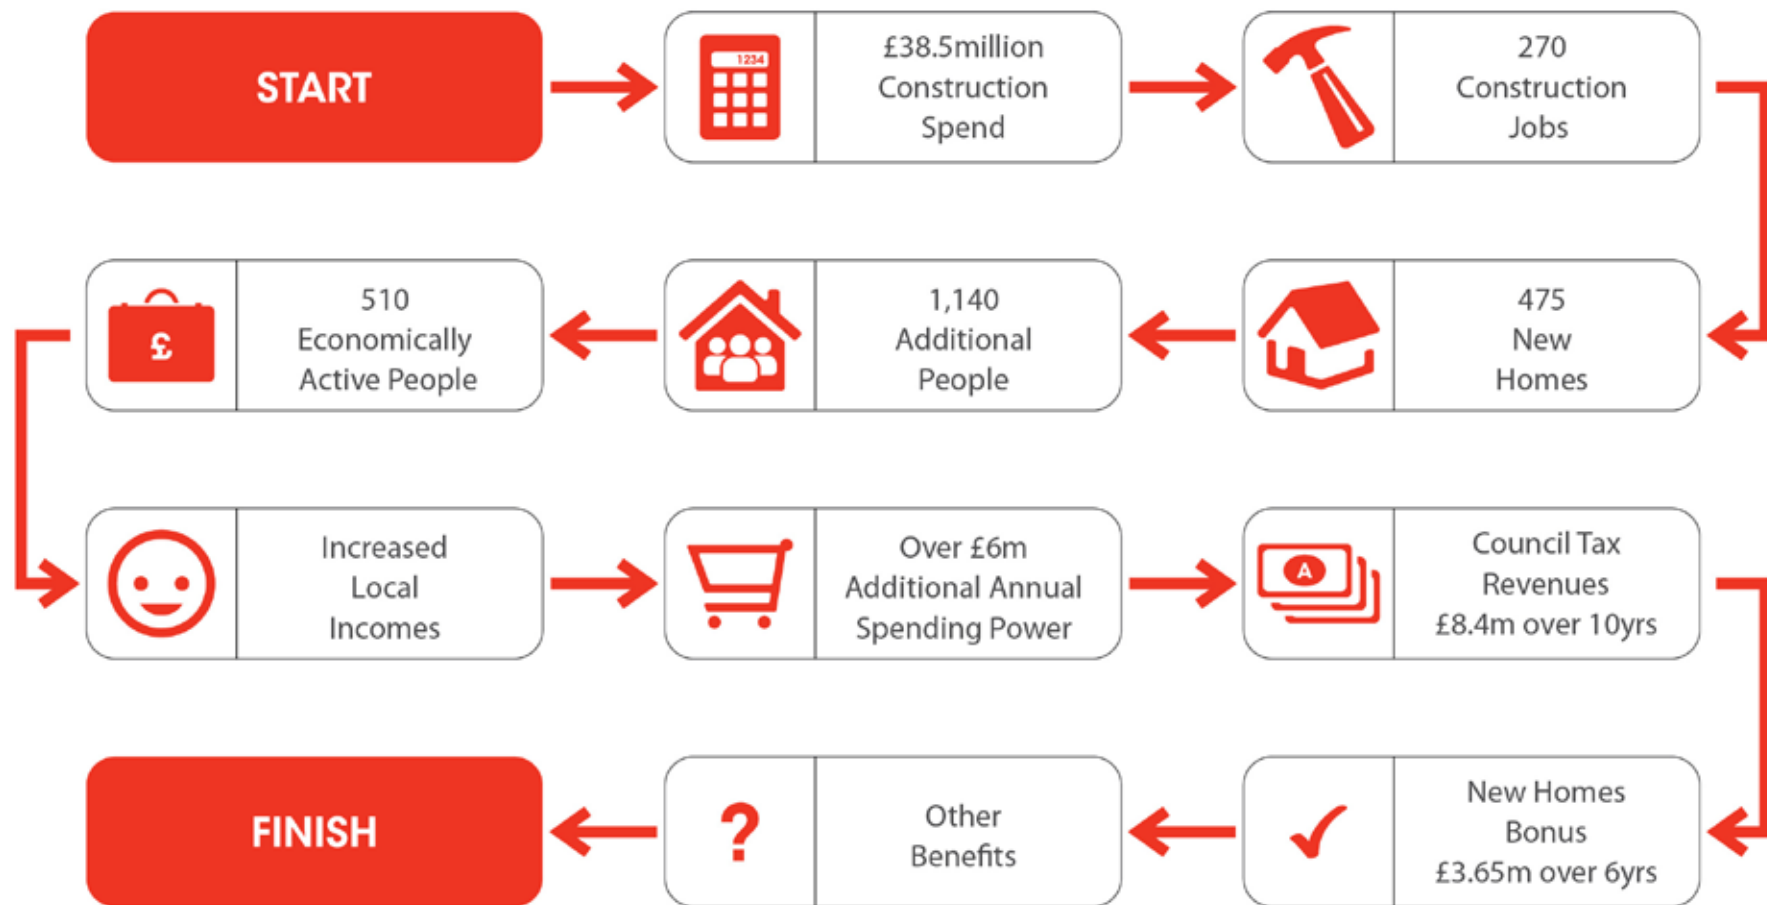 START
1234
£38.5million
Construction
Spend
270
Construction
Jobs
475
New
Homes
1,140
Additional
People
£
510
Economically
Active People
Increased
Local
Incomes
Over £6m
Additional Annual
Spending Power
A
Council Tax
Revenues
£8.4m over 10yrs
New Homes
Bonus
£3.65m over 6yrs
?
Other
Benefits
FINISH